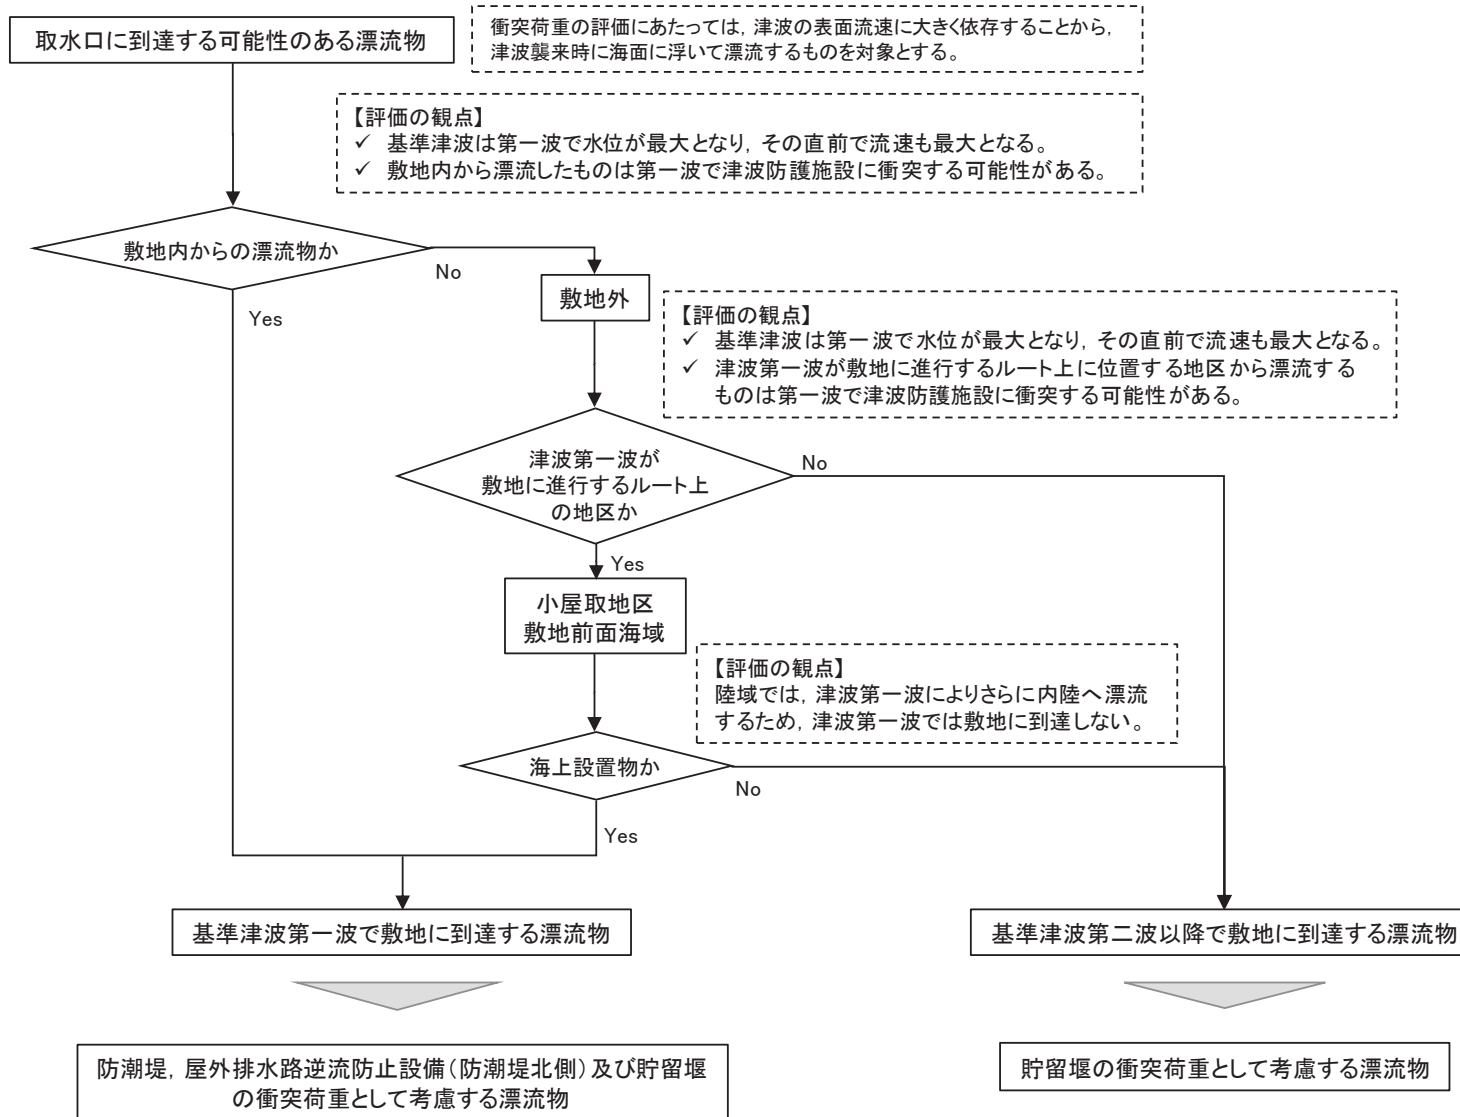 取水口に到達する可能性のある漂流物
衝突荷重の評価にあたっては，津波の表面流速に大きく依存することから，
津波襲来時に海面に浮いて漂流するものを対象とする。
【評価の観点】
✓ 基準津波は第一波で水位が最大となり，その直前で流速も最大となる。
✓ 敷地内から漂流したものは第一波で津波防護施設に衝突する可能性がある。
敷地内からの漂流物か
No
Yes
敷地外
【評価の観点】
✓ 基準津波は第一波で水位が最大となり，その直前で流速も最大となる。
✓ 津波第一波が敷地に進行するルート上に位置する地区から漂流する
ものは第一波で津波防護施設に衝突する可能性がある。
津波第一波が
敷地に進行するルート上
の地区か
No
Yes
小屋取地区
敷地前面海域
【評価の観点】
陸域では，津波第一波によりさらに内陸へ漂流
するため，津波第一波では敷地に到達しない。
海上設置物か
No
Yes
基準津波第一波で敷地に到達する漂流物
基準津波第二波以降で敷地に到達する漂流物
防潮堤，屋外排水路逆流防止設備（防潮堤北側）及び貯留堰
の衝突荷重として考慮する漂流物
貯留堰の衝突荷重として考慮する漂流物